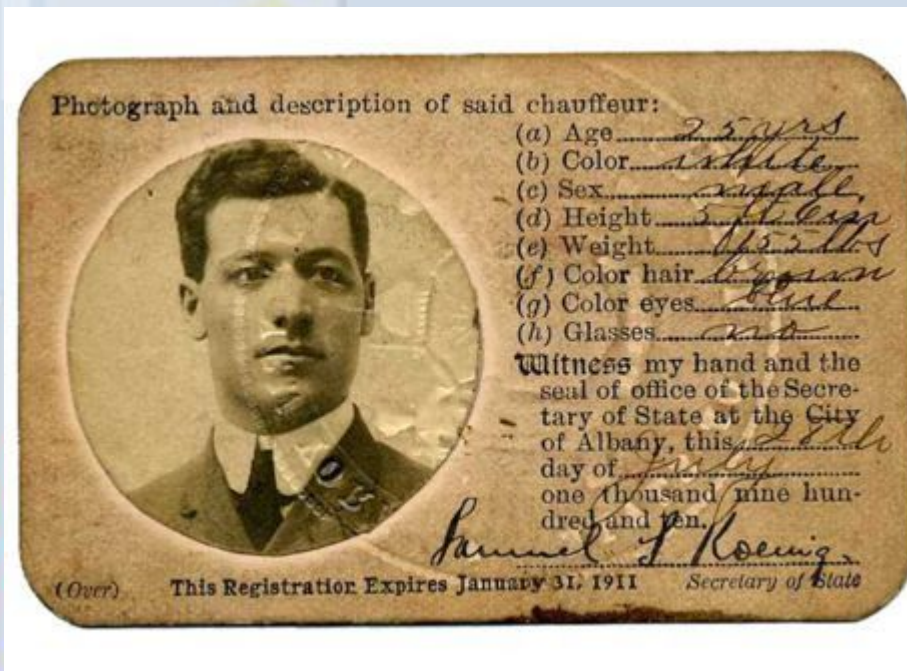 Photograph and description of said chauffeur:
(a) Age 25 yrs
(b) Color white
(c) Sex male
(d) Height 5 ft 6 in
(e) Weight 155 lbs
(f) Color hair brown
(g) Color eyes blue
(h) Glasses no
Witness my hand and the
seal of office of the Secre-
tary of State at the City
of Albany, this
day of July
one thousand nine hun-
dred and ten.
Samuel S Koenig
(Over) This Registration Expires January 31, 1911 Secretary of State